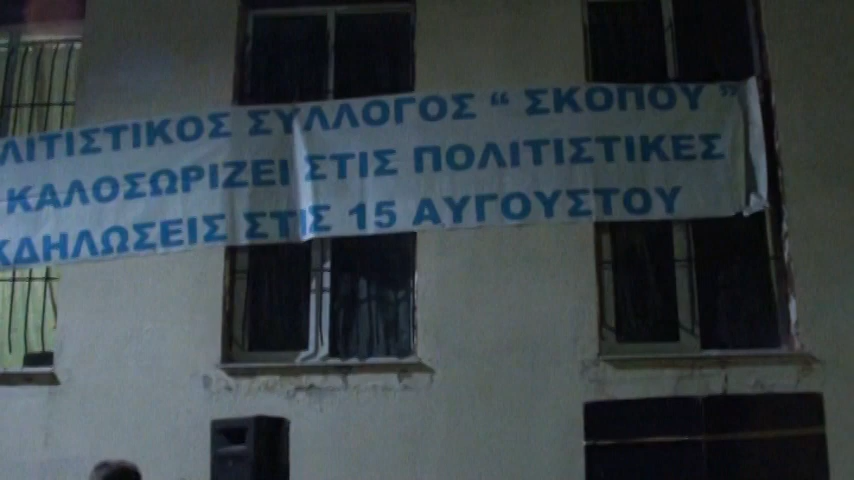 ΛΙΤΙΣΤΙΚΟΣ ΣΥΛΛΟΓΟΣ “ ΣΚΟΠΟΥ ”
ΚΑΛΟΣΩΡΙΖΕΙ ΣΤΙΣ ΠΟΛΙΤΙΣΤΙΚΕΣ
ΚΔΗΛΩΣΕΙΣ ΣΤΙΣ 15 ΑΥΓΟΥΣΤΟΥ